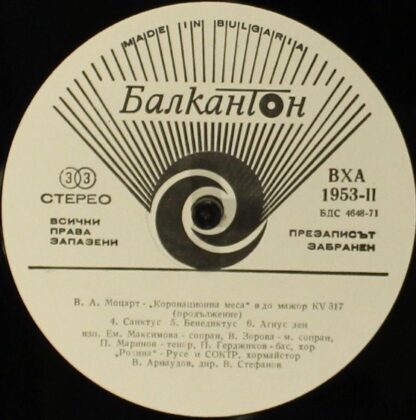 MADE IN BULGARIA
Балкантон
33
СТЕРЕО
ВСИЧКИ
ПРАВА
ЗАПАЗЕНИ
ВХА
1953-II
БДС 4648-71
ПРЕЗАПИСЪТ
ЗАБРАНЕН
В. А. Моцарт - „Коронационна меса" в до мажор KV 317
(продължение)
4. Санктус 5. Бенедиктус 6. Агнус деи
изп. Ем. Максимова - сопран, В. Зорова - м. сопран,
П. Маринов - тенор, П. Герджиков - бас, хор
„Родина" - Русе и СОКТР, хормайстор
В. Арнаудов, дир. В. Стефанов